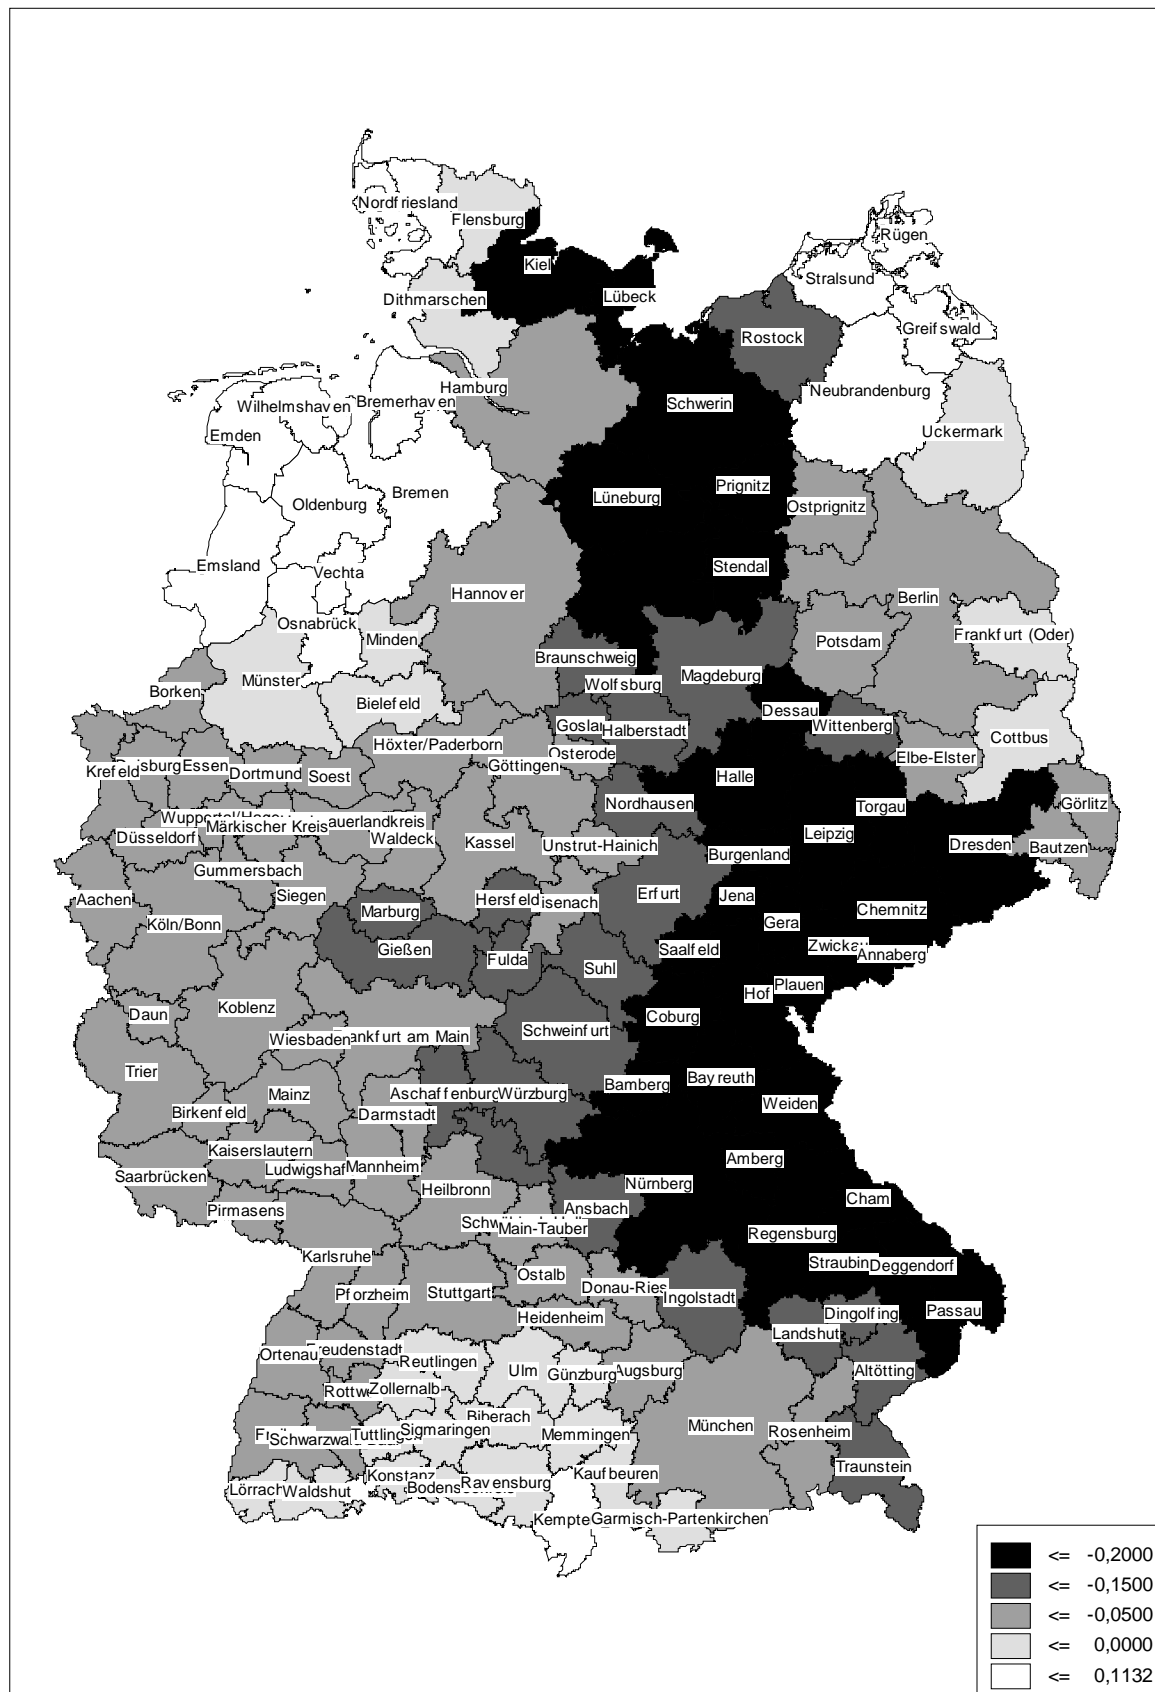 Nordfriesland
Flensburg
Rügen
Kiel
Stralsund
Lübeck
Dithmarschen
Greifswald
Rostock
Hamburg
Neubrandenburg
Bremerhaven
Schwerin
Wilhelmshaven
Emden
Uckermark
Prignitz
Bremen
Lüneburg
Oldenburg
Ostprignitz
Emsland
Vechta
Stendal
Hannover
Berlin
Osnabrück
Minden
Frankfurt (Oder)
Potsdam
Braunschweig
Magdeburg
Münster
Wolfsburg
Borken
Bielefeld
Dessau
Goslar
Halberstadt
Wittenberg
Cottbus
Höxter/Paderborn
Osterode
Elbe-Elster
Göttingen
Krefeld
Essen
Dortmund
Soest
Halle
Nordhausen
Torgau
Görlitz
Märkischer Kreis
Düsseldorf
Waldeck
Kassel
Unstrut-Hainich
Leipzig
Dresden
Bautzen
Burgenland
Gummersbach
Siegen
Aachen
Hersfeld
Erfurt
Jena
Marburg
Chemnitz
Köln/Bonn
Gera
Gießen
Fulda
Saalfeld
Zwickau
Annaberg
Suhl
Plauen
Hof
Daun
Koblenz
Coburg
Schweinfurt
Wiesbaden
Frankfurt am Main
Trier
Bayreuth
Bamberg
Mainz
Aschaffenburg
Würzburg
Weiden
Birkenfeld
Darmstadt
Kaiserslautern
Amberg
Mannheim
Saarbrücken
Heilbronn
Nürnberg
Cham
Pirmasens
Ansbach
Main-Tauber
Regensburg
Karlsruhe
Straubing
Deggendorf
Ostalb
Donau-Ries
Pforzheim
Stuttgart
Ingolstadt
Passau
Heidenheim
Dingolfing
Landshut
Ortenau
Freudenstadt
Reutlingen
Ulm
Günzburg
Augsburg
Altötting
Zollernalb
Biberach
München
Sigmaringen
Memmingen
Rosenheim
Traunstein
Konstanz
Kaufbeuren
Ravensburg
Lörrach
Waldshut
Garmisch-Partenkirchen
<= -0,2000
<= -0,1500
<= -0,0500
<= 0,0000
<= 0,1132